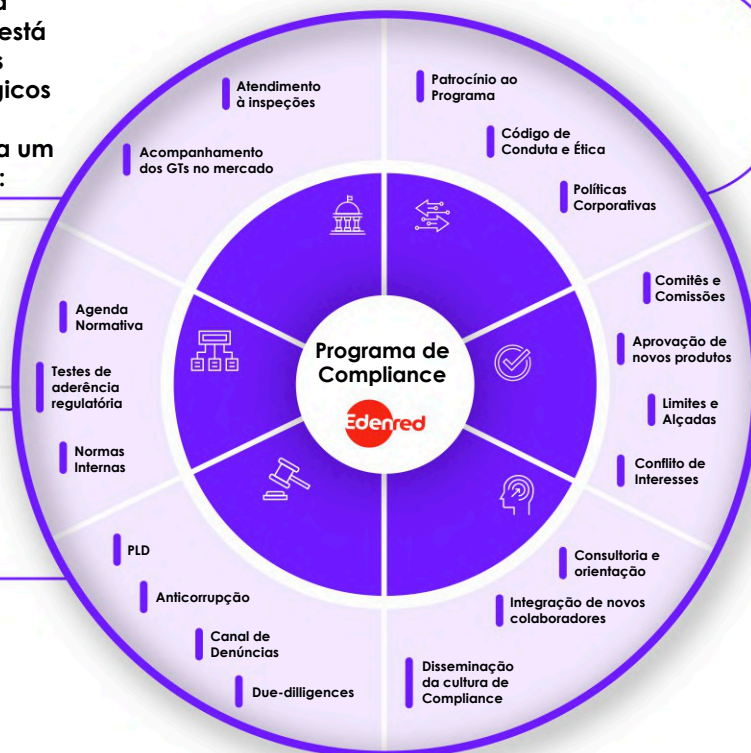 a
está
s
gicos
a um
:
Atendimento
à inspeções
Acompanhamento
dos GTs no mercado
Patrocínio ao
Programa
Código de
Conduta e Ética
Políticas
Corporativas
Comitês e
Comissões
Aprovação de
novos produtos
Limites e
Alçadas
Conflito de
Interesses
Consultoria e
orientação
Integração de novos
colaboradores
Disseminação
da cultura de
Compliance
PLD
Anticorrupção
Canal de
Denúncias
Due-dilligences
Agenda
Normativa
Testes de
aderência
regulatória
Normas
Internas
Programa de
Compliance
Edenred